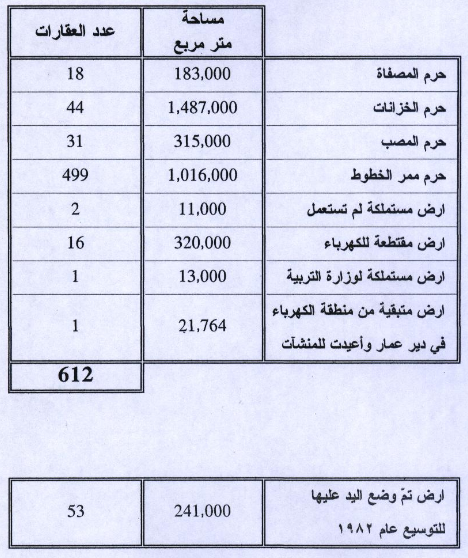 مساحة عدد العقارات
متر مربع
حرم المصفاة 183,000 18
حرم الخزانات 1,487,000 44
حرم المصب 315,000 31
حرم ممر الخطوط 1,016,000 499
ارض مستملكة لم تستعمل 11,000 2
ارض مقتطعة للكهرباء 320,000 16
ارض مستملكة لوزارة التربية 13,000 1
ارض متبقية من منطقة الكهرباء
في دير عمار وأعيدت للمنشآت 21,764 1
612
ارض تمّ وضع اليد عليها
للتوسيع عام ١٩٨٢ 241,000 53